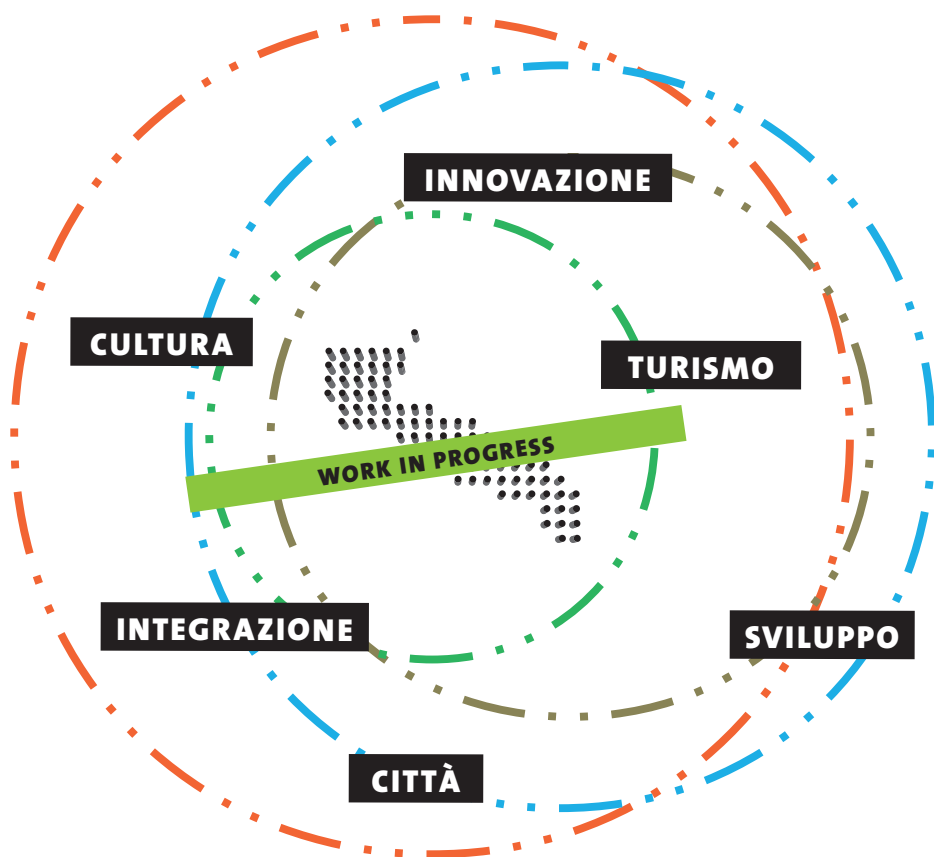 INNOVAZIONE
CULTURA
TURISMO
WORK IN PROGRESS
INTEGRAZIONE
SVILUPPO
CITTÀ